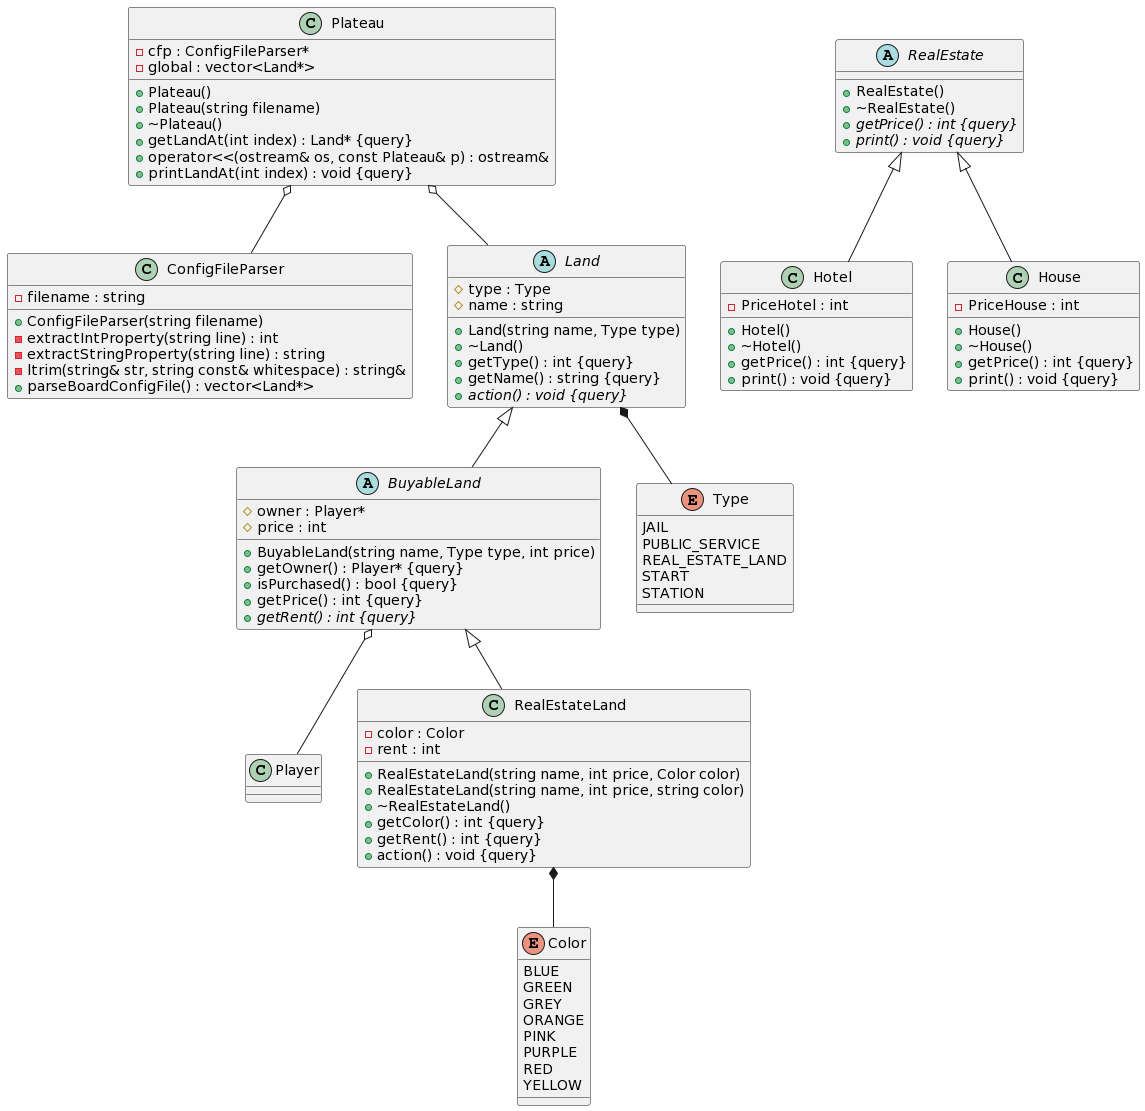 C Plateau
cfp : ConfigFileParser*
global : vector<Land*>
Plateau()
Plateau(string filename)
~Plateau()
getLandAt(int index) : Land* {query}
operator<<(ostream& os, const Plateau& p) : ostream&
printLandAt(int index) : void {query}
A RealEstate
RealEstate()
~RealEstate()
getPrice() : int {query}
print() : void {query}
C ConfigFileParser
filename : string
ConfigFileParser(string filename)
extractIntProperty(string line) : int
extractStringProperty(string line) : string
ltrim(string& str, string const& whitespace) : string&
parseBoardConfigFile() : vector<Land*>
A Land
type : Type
name : string
Land(string name, Type type)
~Land()
getType() : int {query}
getName() : string {query}
action() : void {query}
C Hotel
PriceHotel : int
Hotel()
~Hotel()
getPrice() : int {query}
print() : void {query}
C House
PriceHouse : int
House()
~House()
getPrice() : int {query}
print() : void {query}
A BuyableLand
owner : Player*
price : int
BuyableLand(string name, Type type, int price)
getOwner() : Player* {query}
isPurchased() : bool {query}
getPrice() : int {query}
getRent() : int {query}
E Type
JAIL
PUBLIC_SERVICE
REAL_ESTATE_LAND
START
STATION
C Player
C RealEstateLand
color : Color
rent : int
RealEstateLand(string name, int price, Color color)
RealEstateLand(string name, int price, string color)
~RealEstateLand()
getColor() : int {query}
getRent() : int {query}
action() : void {query}
E Color
BLUE
GREEN
GREY
ORANGE
PINK
PURPLE
RED
YELLOW